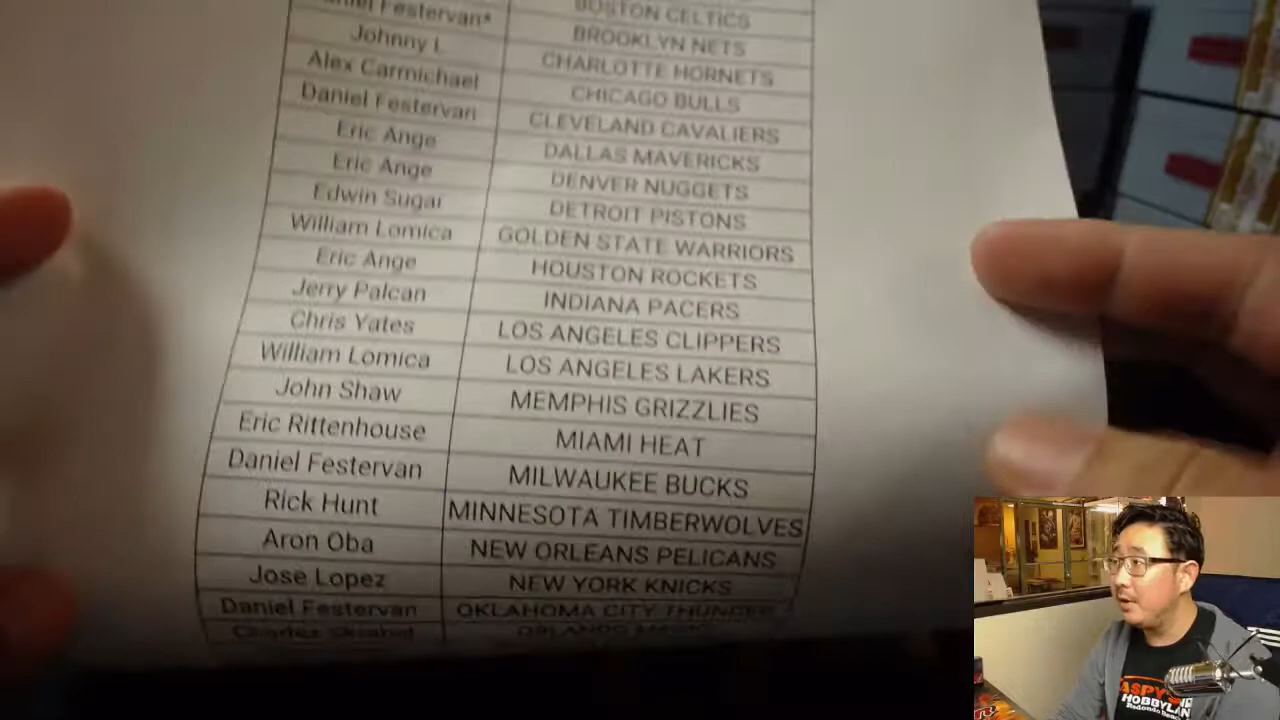 BOSTON CELTICS
Festervan* BROOKLYN NETS
Johnny L CHARLOTTE HORNETS
Alex Carmichael CHICAGO BULLS
Daniel Festervan CLEVELAND CAVALIERS
Eric Ange DALLAS MAVERICKS
Eric Ange DENVER NUGGETS
Edwin Sugar DETROIT PISTONS
William Lomica GOLDEN STATE WARRIORS
Eric Ange HOUSTON ROCKETS
Jerry Palcan INDIANA PACERS
Chris Yates LOS ANGELES CLIPPERS
William Lomica LOS ANGELES LAKERS
John Shaw MEMPHIS GRIZZLIES
Eric Rittenhouse MIAMI HEAT
Daniel Festervan MILWAUKEE BUCKS
Rick Hunt MINNESOTA TIMBERWOLVES
Aron Oba NEW ORLEANS PELICANS
Jose Lopez NEW YORK KNICKS
Daniel Festervan OKLAHOMA CITY THUNDER
Charles ORLANDO